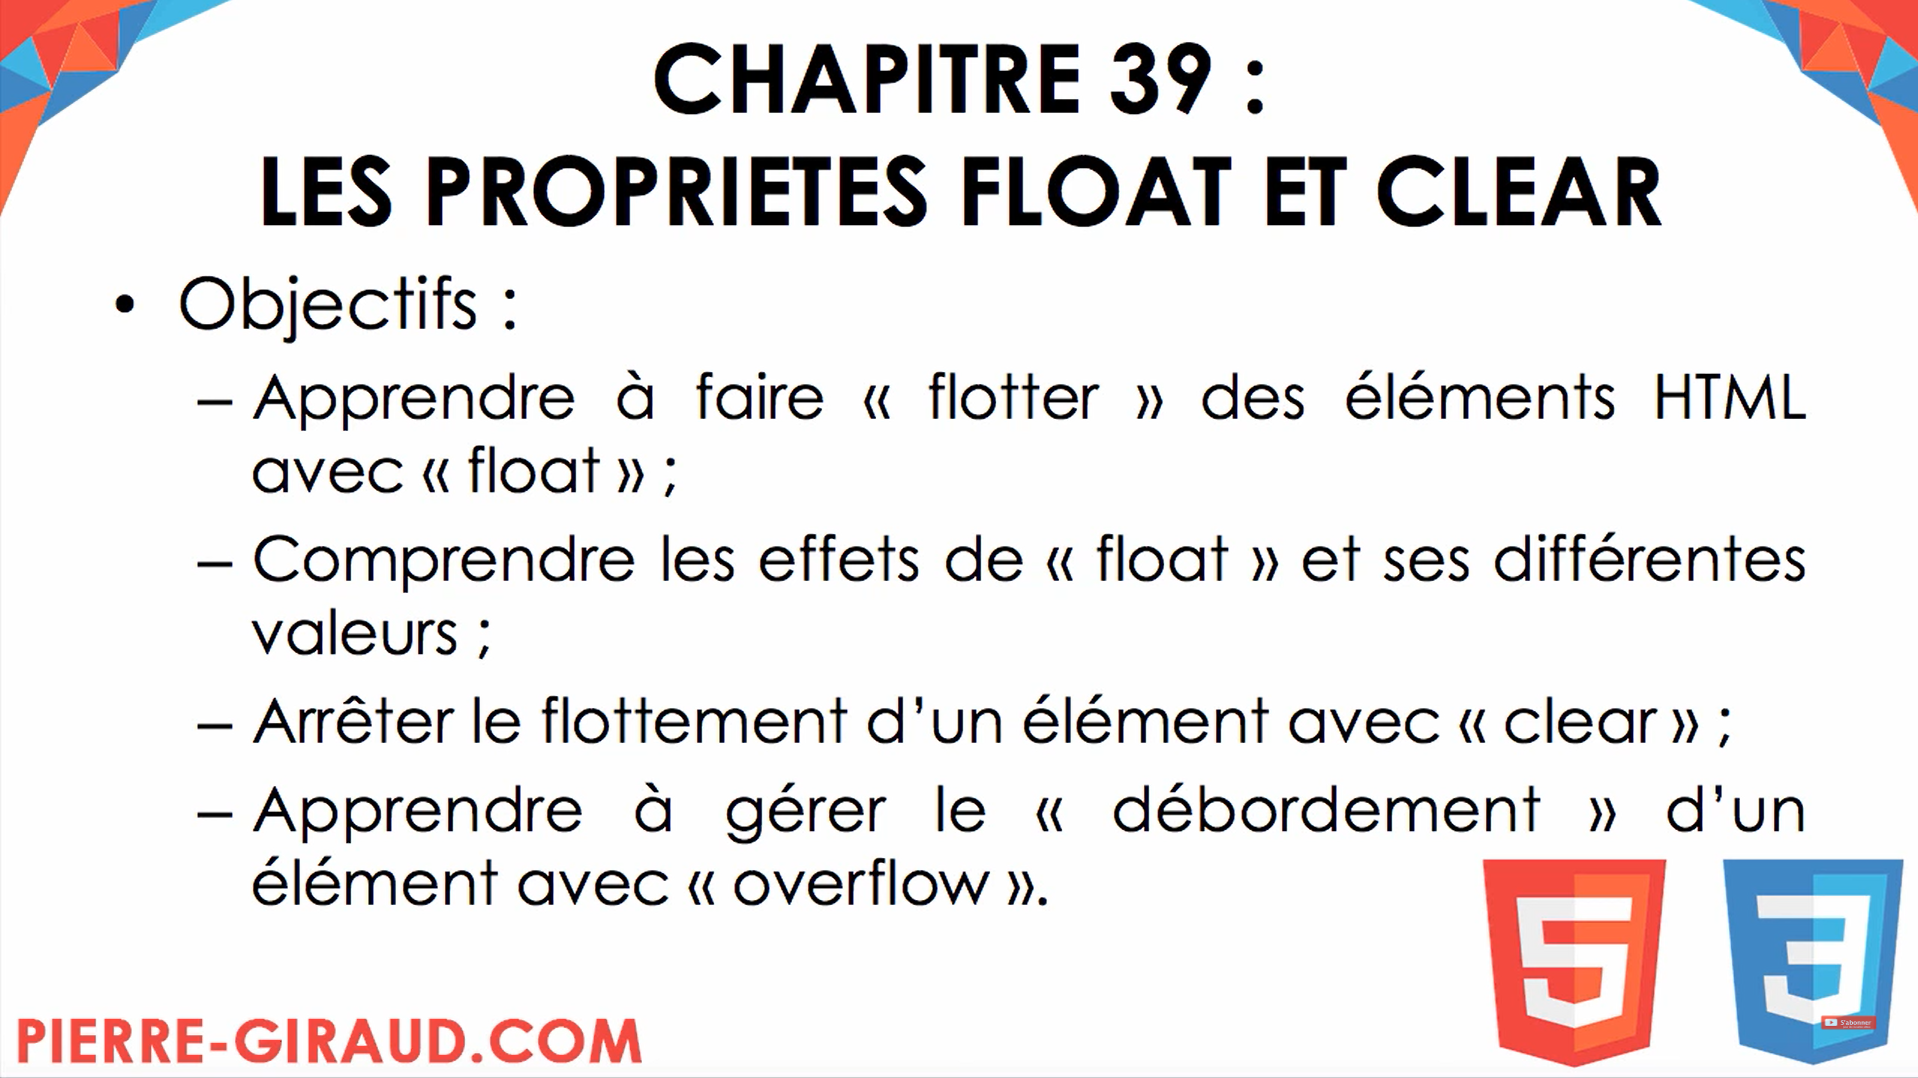 CHAPITRE 39 :
LES PROPRIETES FLOAT ET CLEAR
• Objectifs :
– Apprendre à faire « flotter » des éléments HTML
avec « float » ;
– Comprendre les effets de « float » et ses différentes
valeurs ;
– Arrêter le flottement d’un élément avec « clear » ;
– Apprendre à gérer le « débordement » d’un
élément avec « overflow ».
5 3
S'abonner
PIERRE-GIRAUD.COM